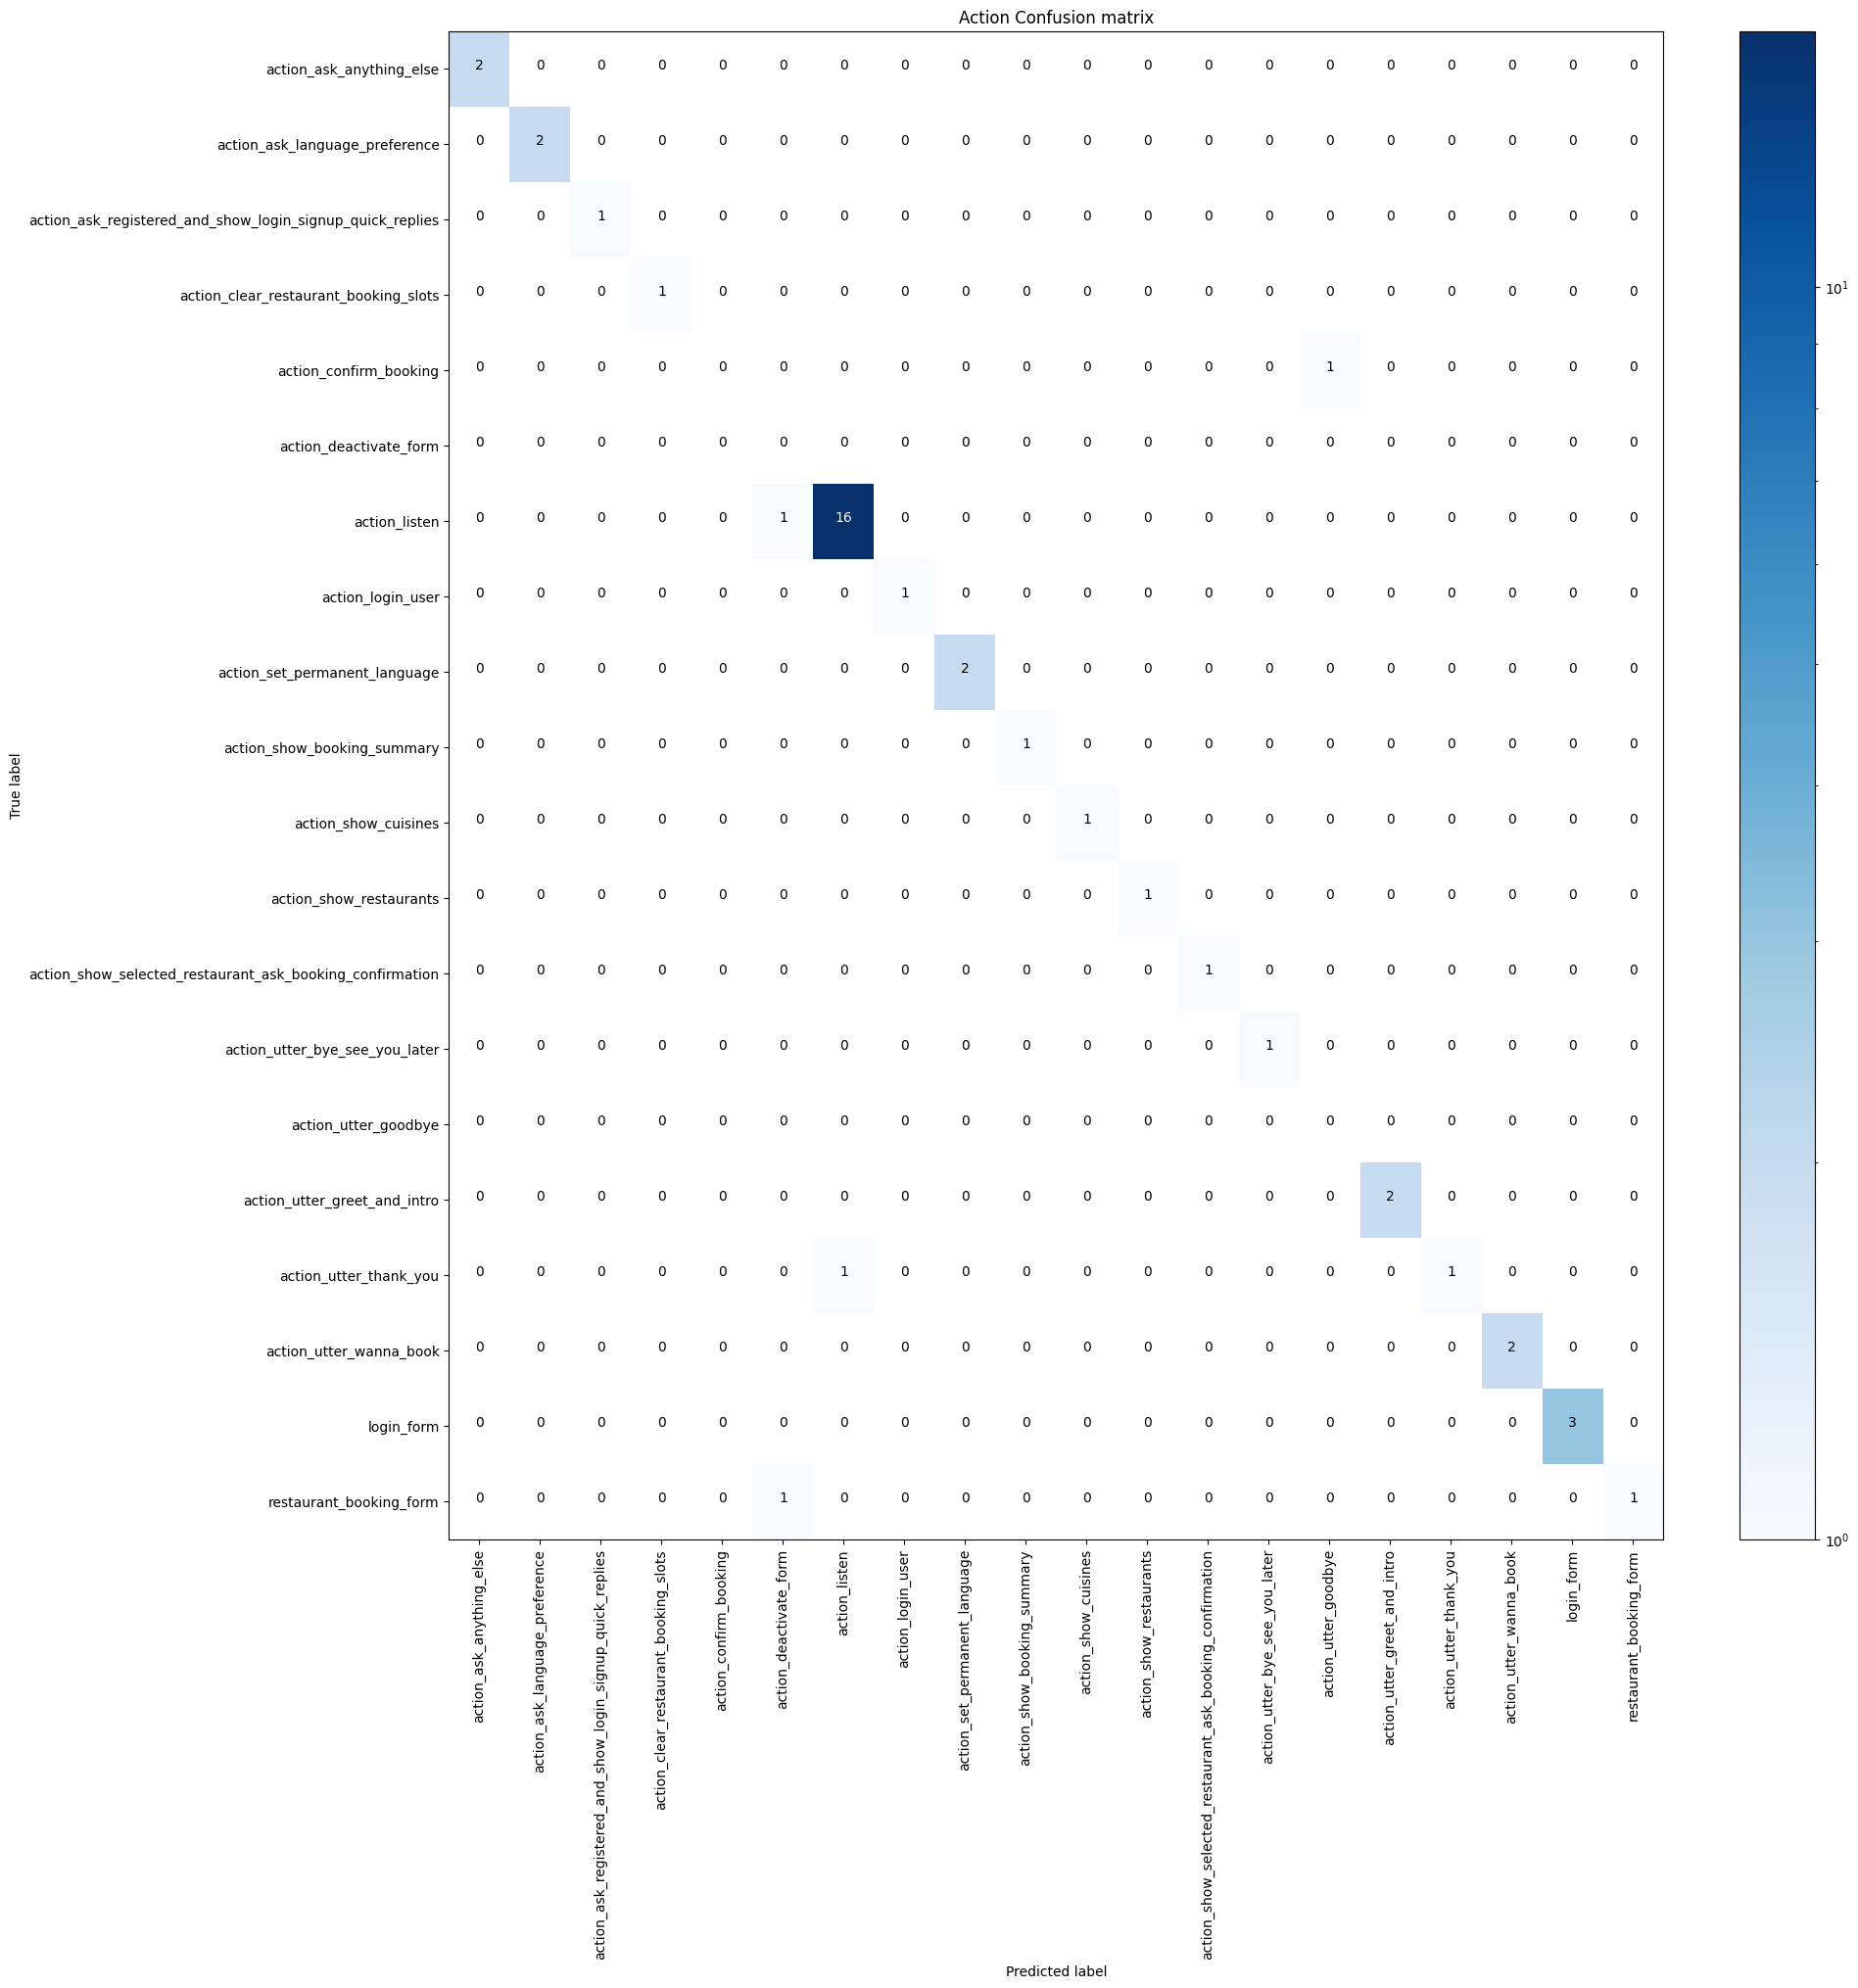 Action Confusion matrix
action_ask_anything_else 2 0 0 0 0 0 0 0 0 0 0 0 0 0 0 0 0 0 0 0
action_ask_language_preference 0 2 0 0 0 0 0 0 0 0 0 0 0 0 0 0 0 0 0 0
action_ask_registered_and_show_login_signup_quick_replies 0 0 1 0 0 0 0 0 0 0 0 0 0 0 0 0 0 0 0 0
action_clear_restaurant_booking_slots 0 0 0 1 0 0 0 0 0 0 0 0 0 0 0 0 0 0 0 0
action_confirm_booking 0 0 0 0 0 0 0 0 0 0 0 0 0 0 1 0 0 0 0 0
action_deactivate_form 0 0 0 0 0 0 0 0 0 0 0 0 0 0 0 0 0 0 0 0
action_listen 0 0 0 0 0 1 16 0 0 0 0 0 0 0 0 0 0 0 0 0
action_login_user 0 0 0 0 0 0 0 1 0 0 0 0 0 0 0 0 0 0 0 0
action_set_permanent_language 0 0 0 0 0 0 0 0 2 0 0 0 0 0 0 0 0 0 0 0
action_show_booking_summary 0 0 0 0 0 0 0 0 0 1 0 0 0 0 0 0 0 0 0 0
action_show_cuisines 0 0 0 0 0 0 0 0 0 0 1 0 0 0 0 0 0 0 0 0
action_show_restaurants 0 0 0 0 0 0 0 0 0 0 0 1 0 0 0 0 0 0 0 0
action_show_selected_restaurant_ask_booking_confirmation 0 0 0 0 0 0 0 0 0 0 0 0 1 0 0 0 0 0 0 0
action_utter_bye_see_you_later 0 0 0 0 0 0 0 0 0 0 0 0 0 1 0 0 0 0 0 0
action_utter_goodbye 0 0 0 0 0 0 0 0 0 0 0 0 0 0 0 0 0 0 0 0
action_utter_greet_and_intro 0 0 0 0 0 0 0 0 0 0 0 0 0 0 0 2 0 0 0 0
action_utter_thank_you 0 0 0 0 0 0 1 0 0 0 0 0 0 0 0 0 1 0 0 0
action_utter_wanna_book 0 0 0 0 0 0 0 0 0 0 0 0 0 0 0 0 0 2 0 0
login_form 0 0 0 0 0 0 0 0 0 0 0 0 0 0 0 0 0 0 3 0
restaurant_booking_form 0 0 0 0 0 1 0 0 0 0 0 0 0 0 0 0 0 0 0 1
True label
action_ask_anything_else
action_ask_language_preference
action_ask_registered_and_show_login_signup_quick_replies
action_clear_restaurant_booking_slots
action_confirm_booking
action_deactivate_form
action_listen
action_login_user
action_set_permanent_language
action_show_booking_summary
action_show_cuisines
action_show_restaurants
action_show_selected_restaurant_ask_booking_confirmation
action_utter_bye_see_you_later
action_utter_goodbye
action_utter_greet_and_intro
action_utter_thank_you
action_utter_wanna_book
login_form
restaurant_booking_form
Predicted label
10¹
10⁰